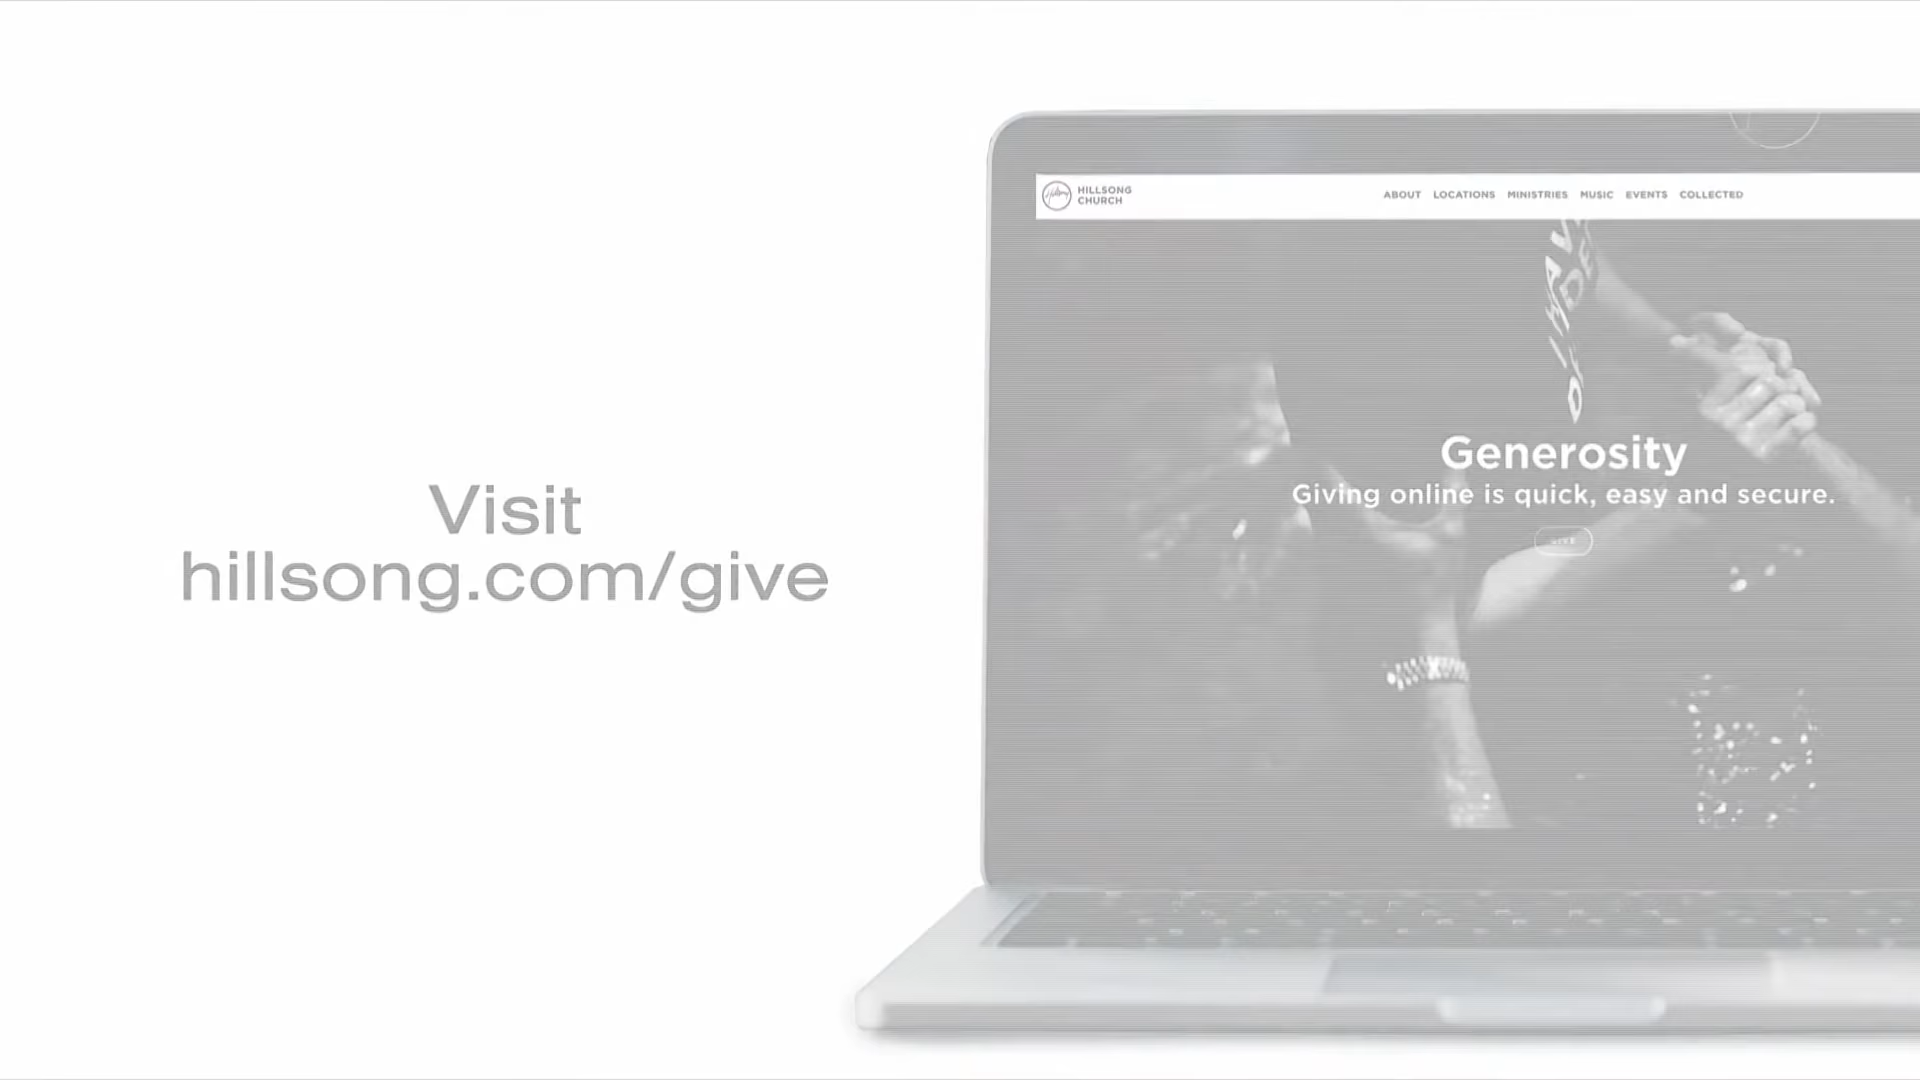 Visit
hillsong.com/give
HILLSONG
CHURCH
ABOUT LOCATIONS MINISTRIES MUSIC EVENTS COLLECTED
Generosity
Giving online is quick, easy and secure.
GIVE